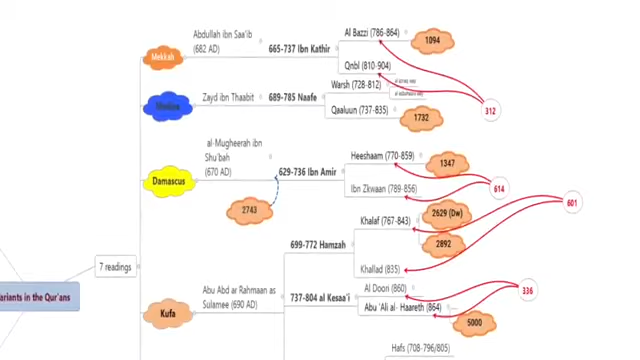 Abdullah ibn Saa'ib
(682 AD)
Mekkah
665-737 Ibn Kathir
Al Bazzi (786-864)
1094
Qnbl (810-904)
312
Zayd ibn Thaabit
689-785 Naafe
Warsh (728-812)
Qaaluun (737-835)
1732
al-Mugheerah ibn
Shu'bah
(670 AD)
Damascus
629-736 Ibn Amir
2743
Heeshaam (770-859)
1347
Ibn Zkwaan (789-856)
614
601
7 readings
ariants in the Qur'ans
699-772 Hamzah
Khalaf (767-843)
2629 (Dw)
2892
Khallad (835)
Abu Abd ar Rahmaan as
Sulamee (690 AD)
Kufa
737-804 al Kesaa'i
Al Doori (860)
336
Abu 'Ali al- Haareth (864)
5000
Hafs (708-796/805)